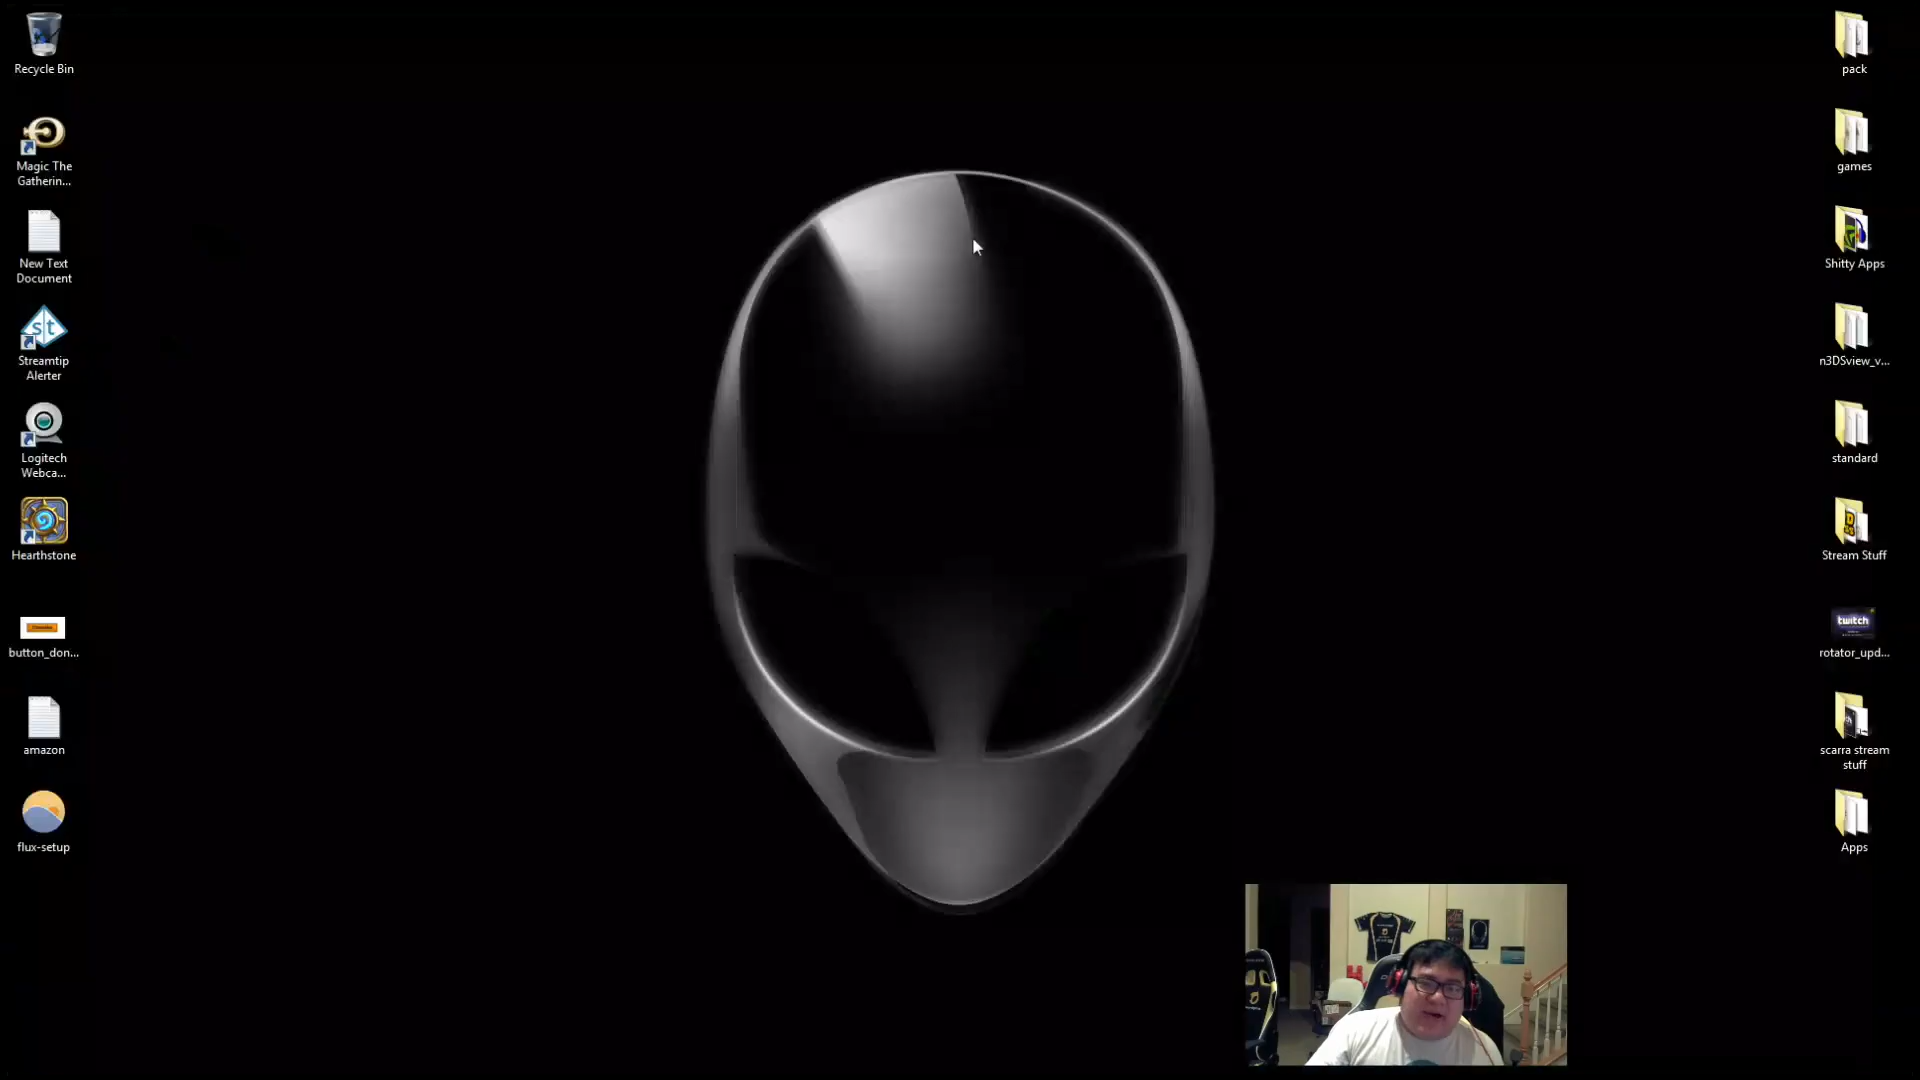 Recycle Bin
Magic The
Gatherin...
New Text
Document
st
Streamtip
Alerter
Logitech
Webca...
Hearthstone
button_don...
amazon
flux-setup
pack
games
Shitty Apps
n3DSview_v...
standard
Stream Stuff
twitch
rotator_upd...
scarra stream
stuff
Apps